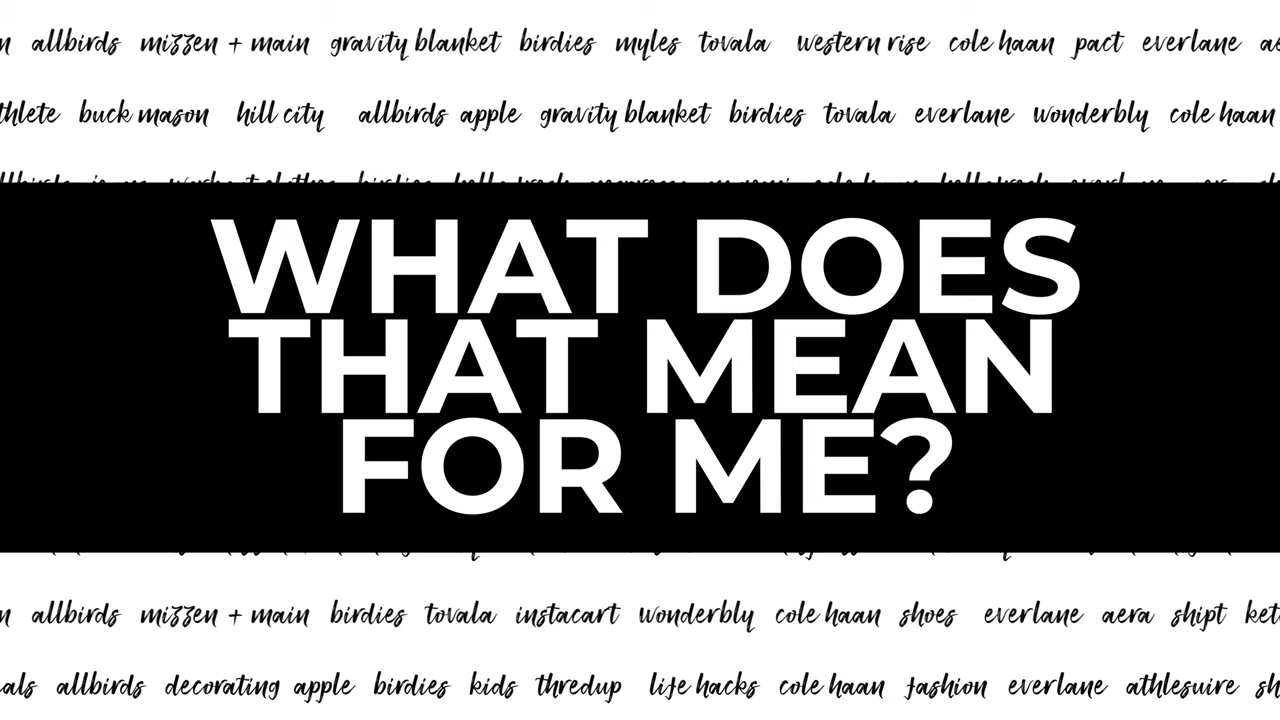 allbirds mizzen + main gravity blanket birdies myles tovala western rise cole haan pact everlane
buck mason hill city allbirds apple gravity blanket birdies tovala everlane wonderbly cole haan
WHAT DOES
THAT MEAN
FOR ME?
allbirds mizzen + main birdies tovala instacart wonderbly cole haan shoes everlane aera shipt
allbirds decorating apple birdies kids thredup life hacks cole haan fashion everlane athlesuire